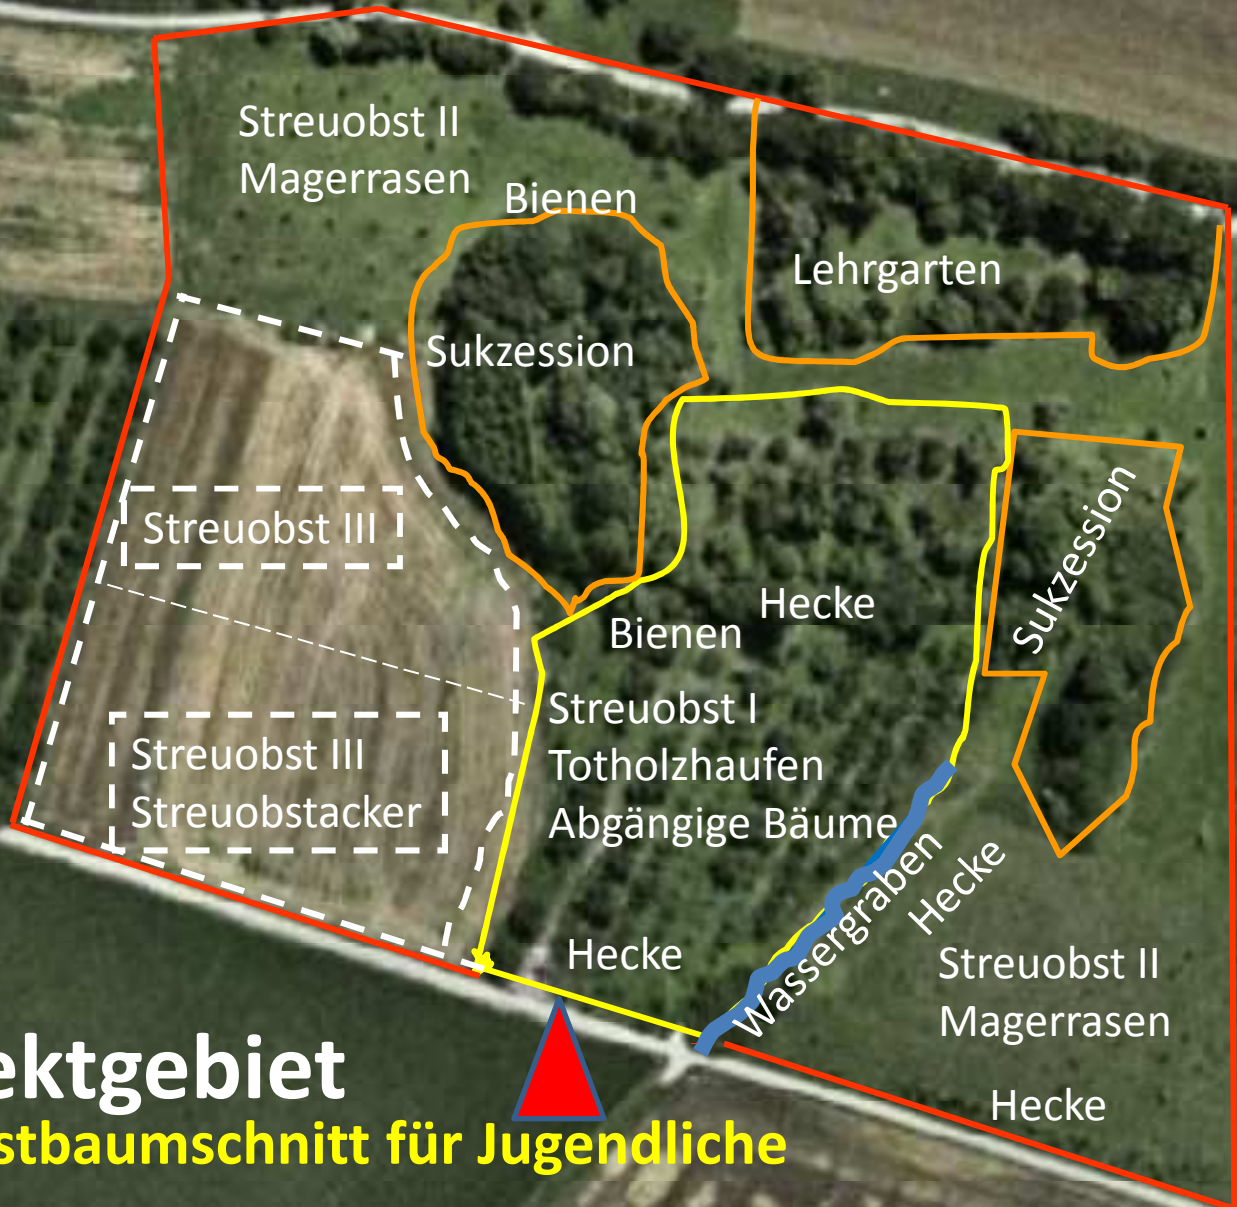 Streuobst II
Magerrasen
Bienen
Lehrgarten
Sukzession
Streuobst III
Sukzession
Hecke
Bienen
Streuobst I
Totholzhaufen
Abgängige Bäume
Streuobst III
Streuobstacker
Wassergraben
Hecke
Hecke
Streuobst II
Magerrasen
Hecke
ektgebiet
stbaumschnitt für Jugendliche